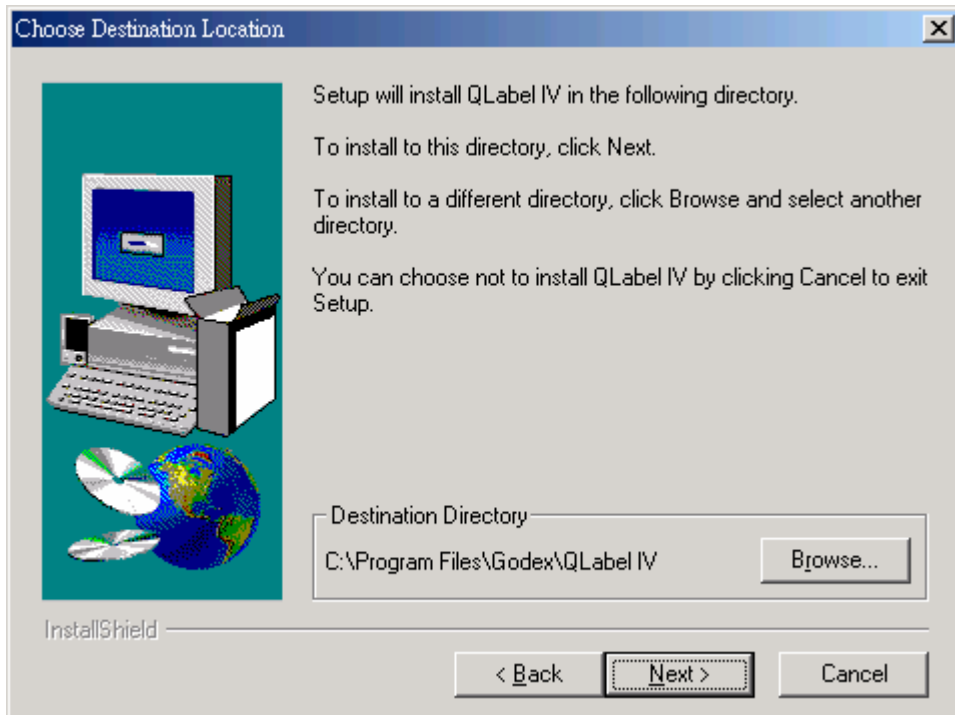 Choose Destination Location
Setup will install QLabel IV in the following directory.
To install to this directory, click Next.
To install to a different directory, click Browse and select another
directory.
You can choose not to install QLabel IV by clicking Cancel to exit
Setup.
Destination Directory
C:\Program Files\Godex\QLabel IV
Browse...
InstallShield
< Back
Next >
Cancel